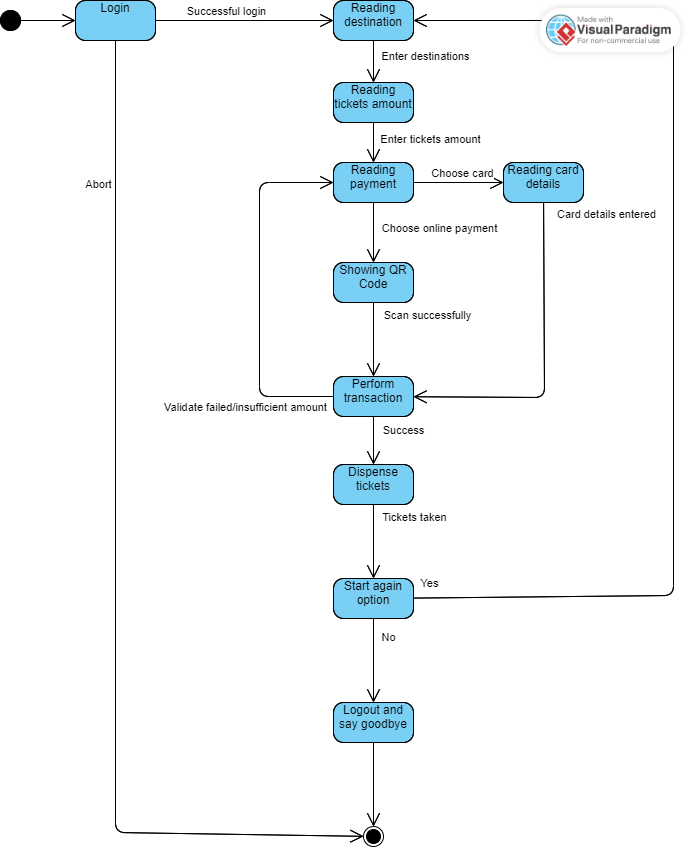 Login
Successful login
Reading
destination
Made with
VisualParadigm
For non-commercial use
Enter destinations
Reading
tickets amount
Enter tickets amount
Reading
payment
Choose card
Reading card
details
Abort
Card details entered
Choose online payment
Showing QR
Code
Scan successfully
Perform
transaction
Validate failed/insufficient amount
Success
Dispense
tickets
Tickets taken
Start again
option
Yes
No
Logout and
say goodbye